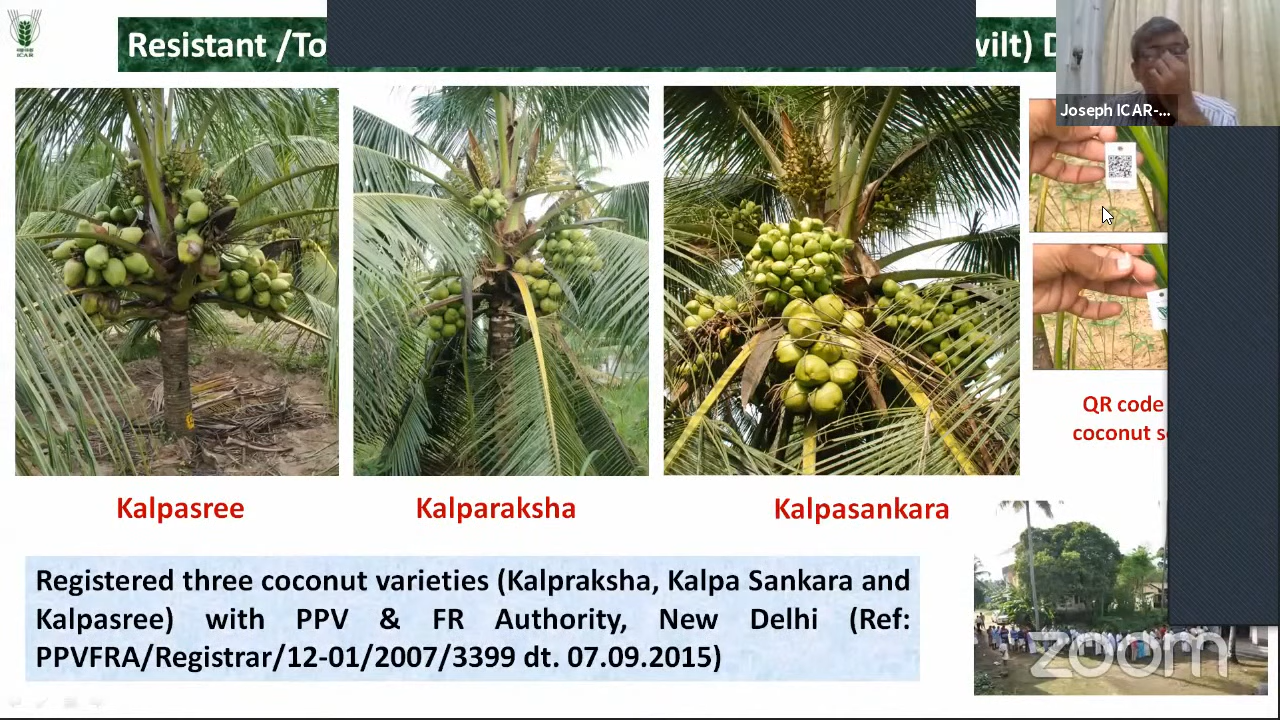 Resistant /To
wilt) D
ICAR
Joseph ICAR-...
QR code
coconut s
Kalpasree
Kalparaksha
Kalpasankara
Registered three coconut varieties (Kalpraksha, Kalpa Sankara and
Kalpasree) with PPV & FR Authority, New Delhi (Ref:
PPVFRA/Registrar/12-01/2007/3399 dt. 07.09.2015)
zoom